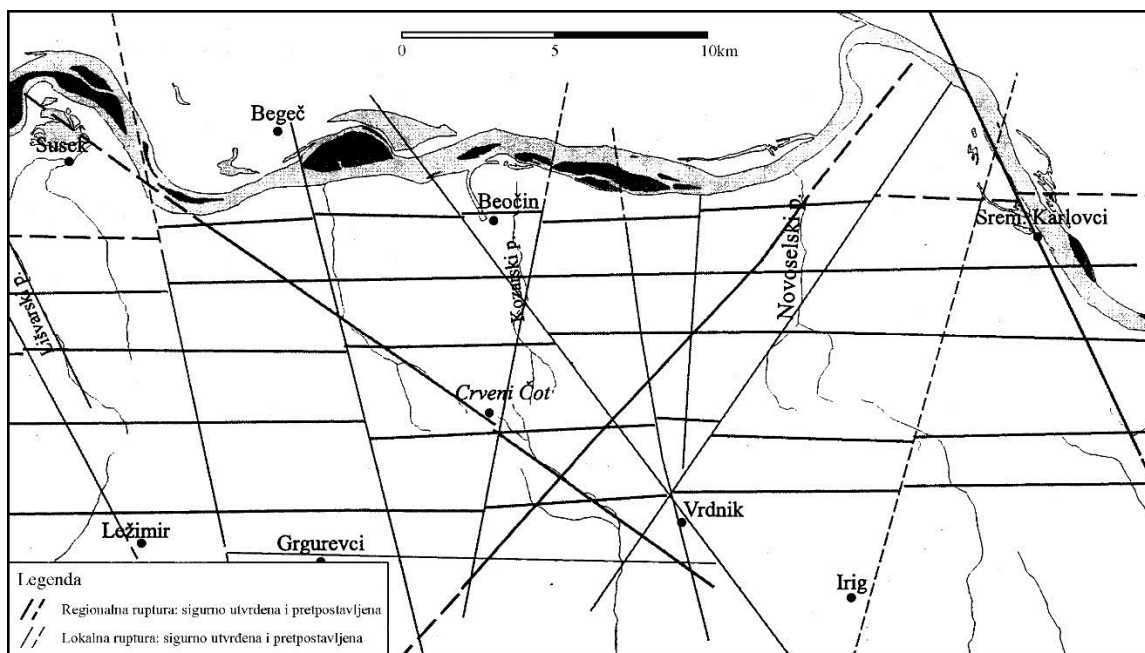 0 5 10km
Begeč
Susek
Beočin
Srem. Karlovci
Kozarski p.
Novoselski p.
Lišvarski P.
Crveni Čot
Vrdnik
Ležimir
Grgurevci
Irig
Legenda
Regionalna ruptura: sigurno utvrđena i pretpostavljena
Lokalna ruptura: sigurno utvrđena i pretpostavljena